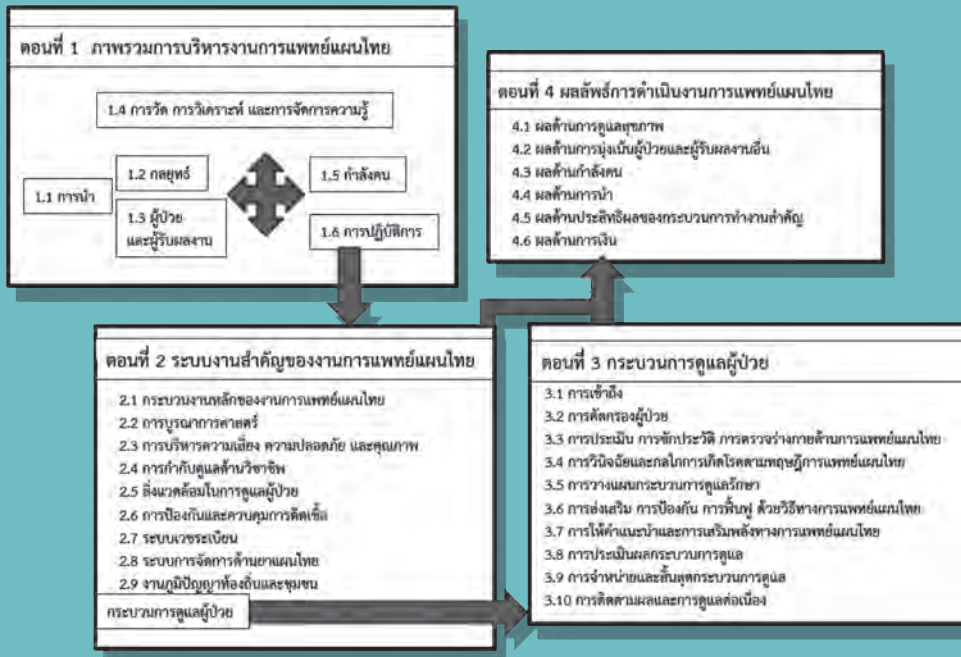 ตอนที่ 1 ภาพรวมการบริหารงานการแพทย์แผนไทย
1.4 การวัด การวิเคราะห์ และการจัดการความรู้
1.1 การนำ
1.2 กลยุทธ์
1.3 ผู้ป่วย
และผู้รับผลงาน
1.5 กำลังคน
1.6 การปฏิบัติการ
ตอนที่ 4 ผลลัพธ์การดำเนินงานการแพทย์แผนไทย
4.1 ผลด้านการดูแลสุขภาพ
4.2 ผลด้านการมุ่งเน้นผู้ป่วยและผู้รับผลงานอื่น
4.3 ผลด้านกำลังคน
4.4 ผลด้านการนำ
4.5 ผลด้านประสิทธิผลของกระบวนการทำงานสำคัญ
4.6 ผลด้านการเงิน
ตอนที่ 2 ระบบงานสำคัญของงานการแพทย์แผนไทย
2.1 กระบวนงานหลักของงานการแพทย์แผนไทย
2.2 การบูรณาการศาสตร์
2.3 การบริหารความเสี่ยง ความปลอดภัย และคุณภาพ
2.4 การกำกับดูแลด้านวิชาชีพ
2.5 สิ่งแวดล้อมในการดูแลผู้ป่วย
2.6 การป้องกันและควบคุมการติดเชื้อ
2.7 ระบบเวชระเบียน
2.8 ระบบการจัดการด้านยาแผนไทย
2.9 งานภูมิปัญญาท้องถิ่นและชุมชน
กระบวนการดูแลผู้ป่วย
ตอนที่ 3 กระบวนการดูแลผู้ป่วย
3.1 การเข้าถึง
3.2 การคัดกรองผู้ป่วย
3.3 การประเมิน การซักประวัติ การตรวจร่างกายด้านการแพทย์แผนไทย
3.4 การวินิจฉัยและกลไกการเกิดโรคตามทฤษฎีการแพทย์แผนไทย
3.5 การวางแผนกระบวนการดูแลรักษา
3.6 การส่งเสริม การป้องกัน การฟื้นฟู ด้วยวิธีทางการแพทย์แผนไทย
3.7 การให้คำแนะนำและการเสริมพลังทางการแพทย์แผนไทย
3.8 การประเมินผลกระบวนการดูแล
3.9 การจำหน่ายและสิ้นสุดกระบวนการดูแล
3.10 การติดตามผลและการดูแลต่อเนื่อง